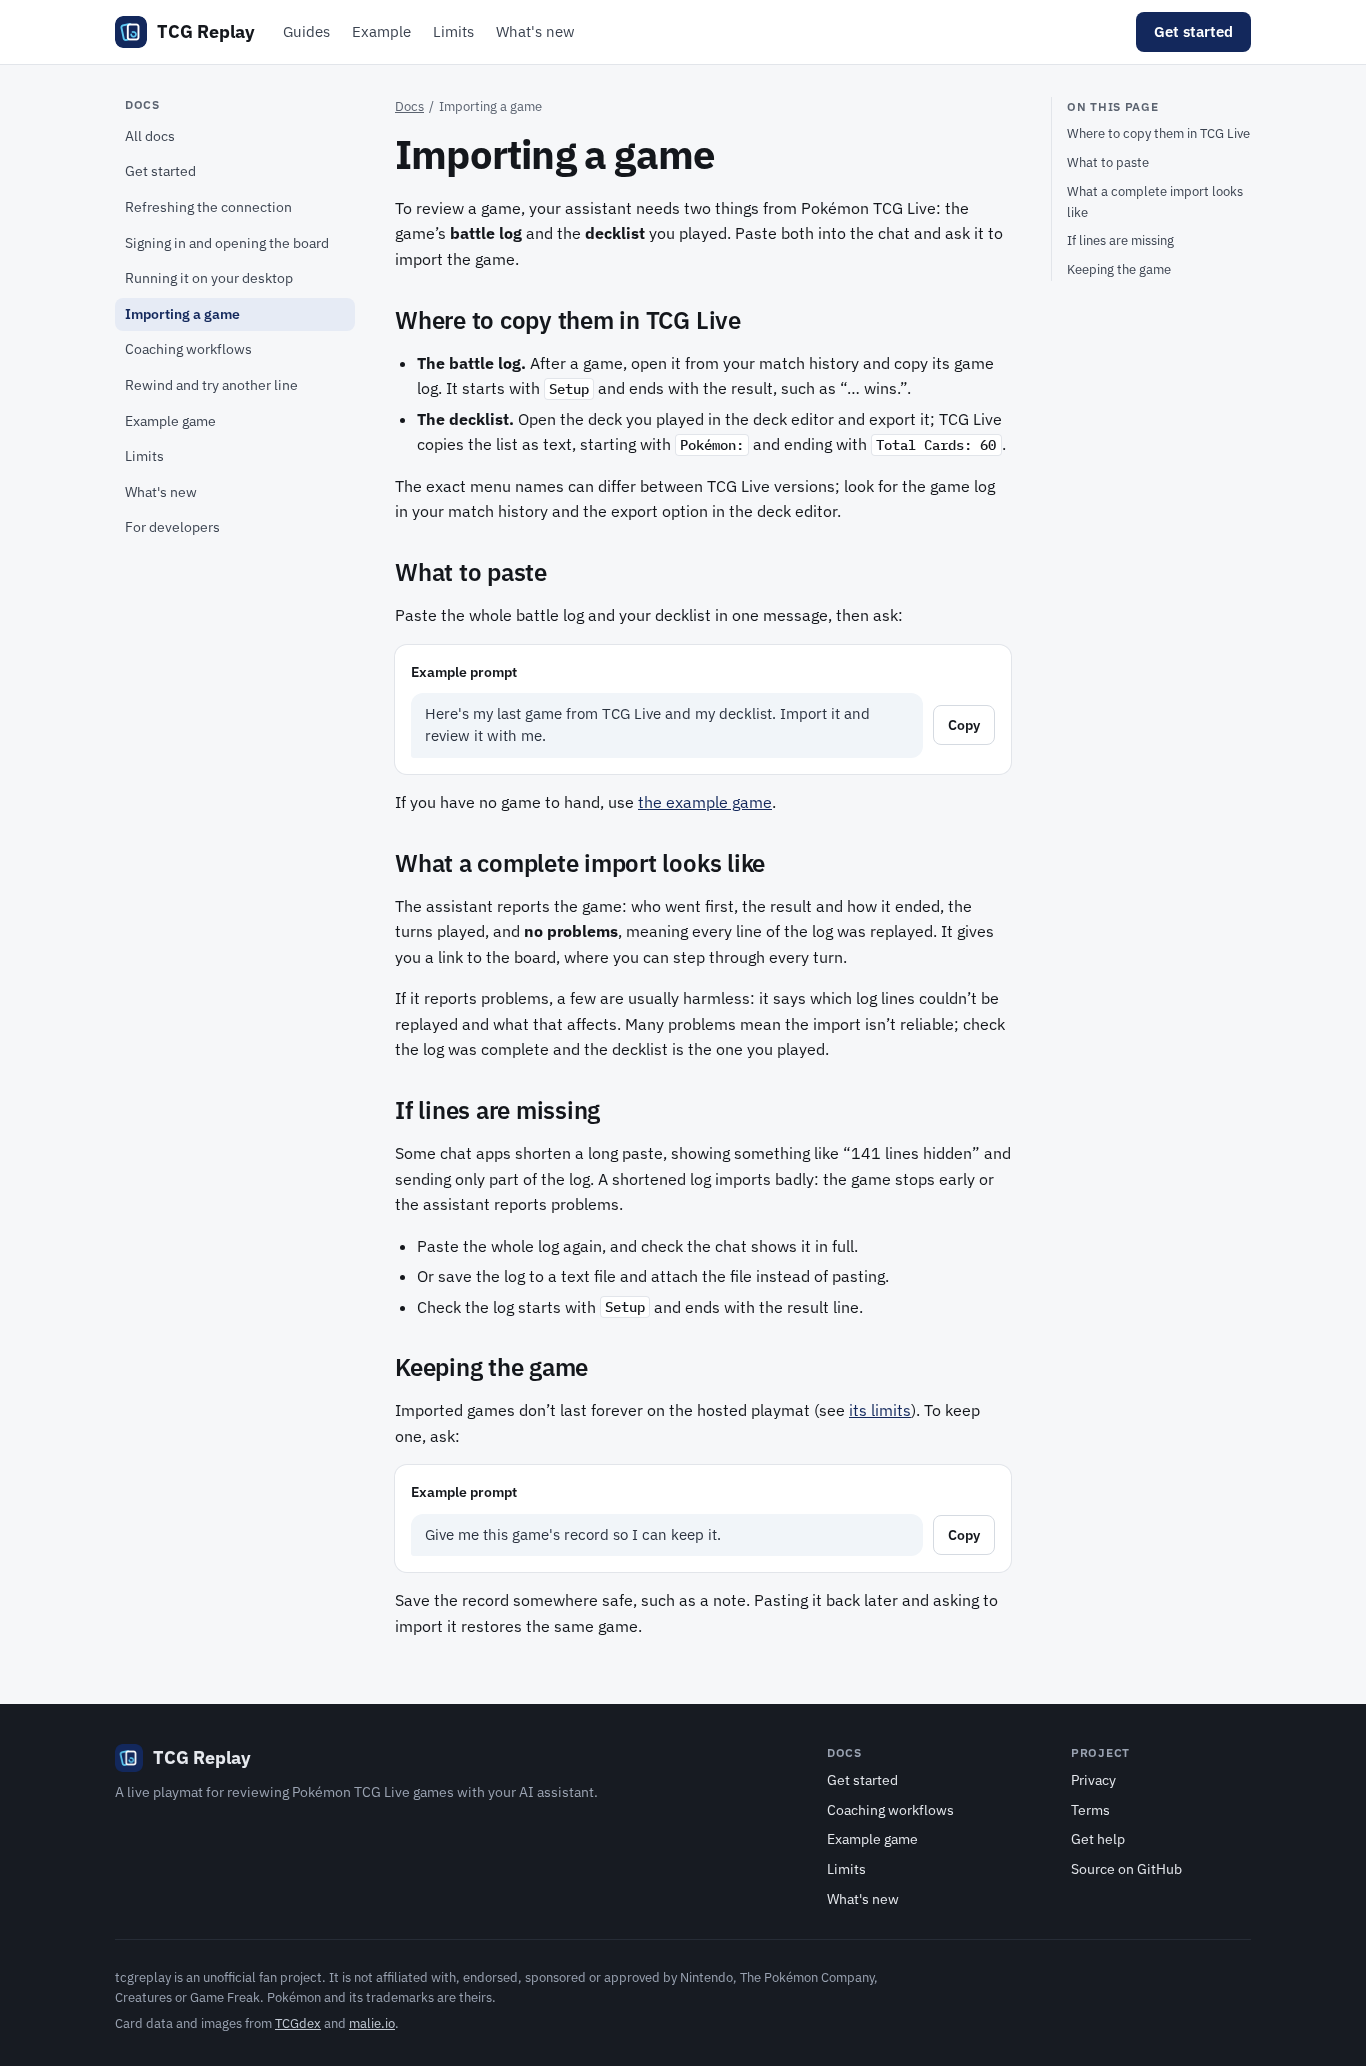 TCG Replay
Guides
Example
Limits
What's new
Get started
DOCS
All docs
Get started
Refreshing the connection
Signing in and opening the board
Running it on your desktop
Importing a game
Coaching workflows
Rewind and try another line
Example game
Limits
What's new
For developers
Docs / Importing a game
Importing a game
To review a game, your assistant needs two things from Pokémon TCG Live: the
game’s battle log and the decklist you played. Paste both into the chat and ask it to
import the game.
Where to copy them in TCG Live
• The battle log. After a game, open it from your match history and copy its game
log. It starts with Setup and ends with the result, such as “… wins.”.
• The decklist. Open the deck you played in the deck editor and export it; TCG Live
copies the list as text, starting with Pokémon: and ending with Total Cards: 60.
The exact menu names can differ between TCG Live versions; look for the game log
in your match history and the export option in the deck editor.
What to paste
Paste the whole battle log and your decklist in one message, then ask:
Example prompt
Here's my last game from TCG Live and my decklist. Import it and
review it with me.
Copy
If you have no game to hand, use the example game.
What a complete import looks like
The assistant reports the game: who went first, the result and how it ended, the
turns played, and no problems, meaning every line of the log was replayed. It gives
you a link to the board, where you can step through every turn.
If it reports problems, a few are usually harmless: it says which log lines couldn’t be
replayed and what that affects. Many problems mean the import isn’t reliable; check
the log was complete and the decklist is the one you played.
If lines are missing
Some chat apps shorten a long paste, showing something like “141 lines hidden” and
sending only part of the log. A shortened log imports badly: the game stops early or
the assistant reports problems.
• Paste the whole log again, and check the chat shows it in full.
• Or save the log to a text file and attach the file instead of pasting.
• Check the log starts with Setup and ends with the result line.
Keeping the game
Imported games don’t last forever on the hosted playmat (see its limits). To keep
one, ask:
Example prompt
Give me this game's record so I can keep it.
Copy
Save the record somewhere safe, such as a note. Pasting it back later and asking to
import it restores the same game.
ON THIS PAGE
Where to copy them in TCG Live
What to paste
What a complete import looks
like
If lines are missing
Keeping the game
TCG Replay
A live playmat for reviewing Pokémon TCG Live games with your AI assistant.
DOCS
Get started
Coaching workflows
Example game
Limits
What's new
PROJECT
Privacy
Terms
Get help
Source on GitHub
tcgreplay is an unofficial fan project. It is not affiliated with, endorsed, sponsored or approved by Nintendo, The Pokémon Company,
Creatures or Game Freak. Pokémon and its trademarks are theirs.
Card data and images from TCGdex and malie.io.